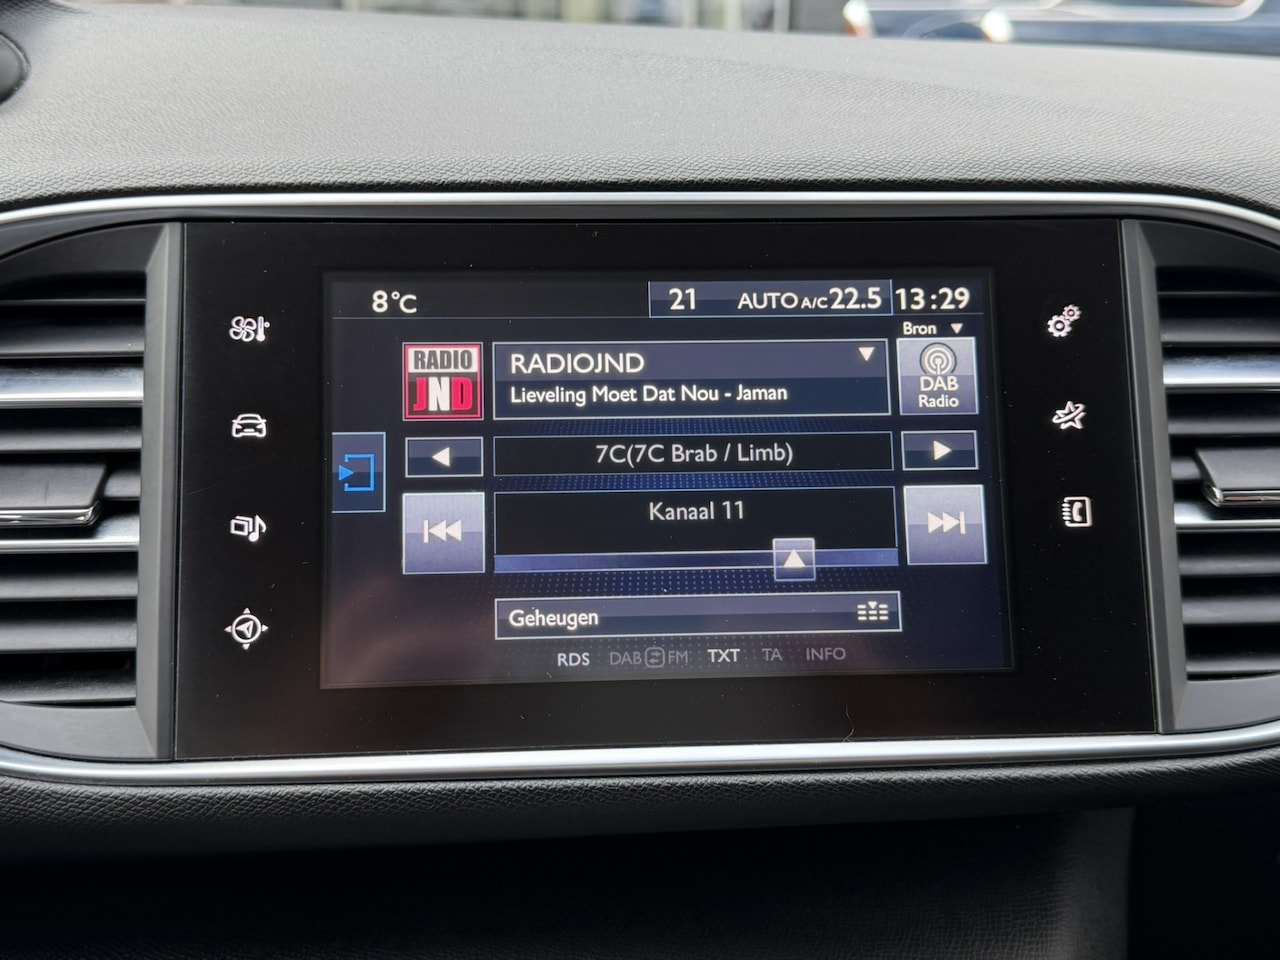 8°C
21 AUTO A/C 22.5 13:29
Bron
RADIO
JND
RADIOJND
Lieveling Moet Dat Nou - Jaman
DAB
Radio
7C(7C Brab / Limb)
Kanaal 11
Geheugen
RDS DAB FM TXT TA INFO